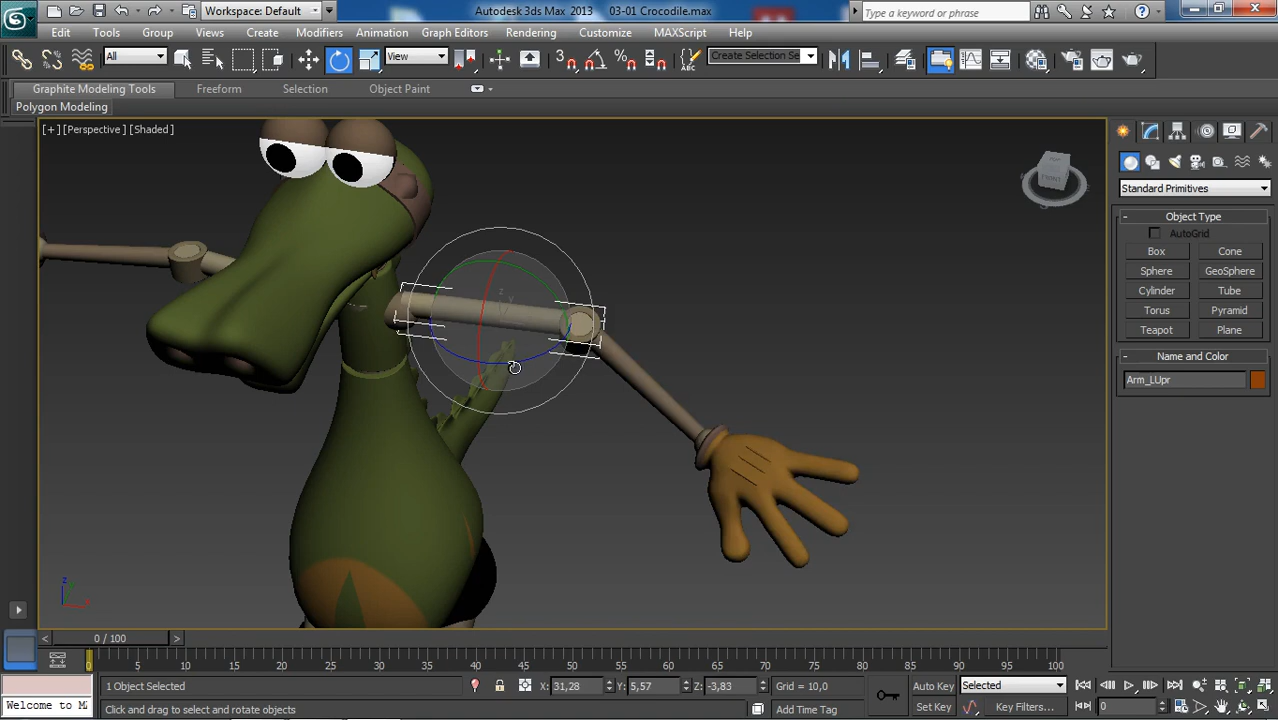 Workspace: Default
Autodesk 3ds Max 2013    03-01 Crocodile.max
Type a keyword or phrase
Edit Tools Group Views Create Modifiers Animation Graph Editors Rendering Customize MAXScript Help
All
View
3
Create Selection Se
Graphite Modeling Tools Freeform Selection Object Paint
Polygon Modeling
[+] [Perspective] [Shaded]
FRONT
Standard Primitives
- Object Type
AutoGrid
Box Cone
Sphere GeoSphere
Cylinder Tube
Torus Pyramid
Teapot Plane
- Name and Color
Arm_LUpr
z
y
z
0 / 100
0 5 10 15 20 25 30 35 40 45 50 55 60 65 70 75 80 85 90 95 100
1 Object Selected X: 31,28 Y: 5,57 Z: -3,83 Grid = 10,0 Auto Key Selected
Welcome to M Click and drag to select and rotate objects Add Time Tag Set Key Key Filters... 0